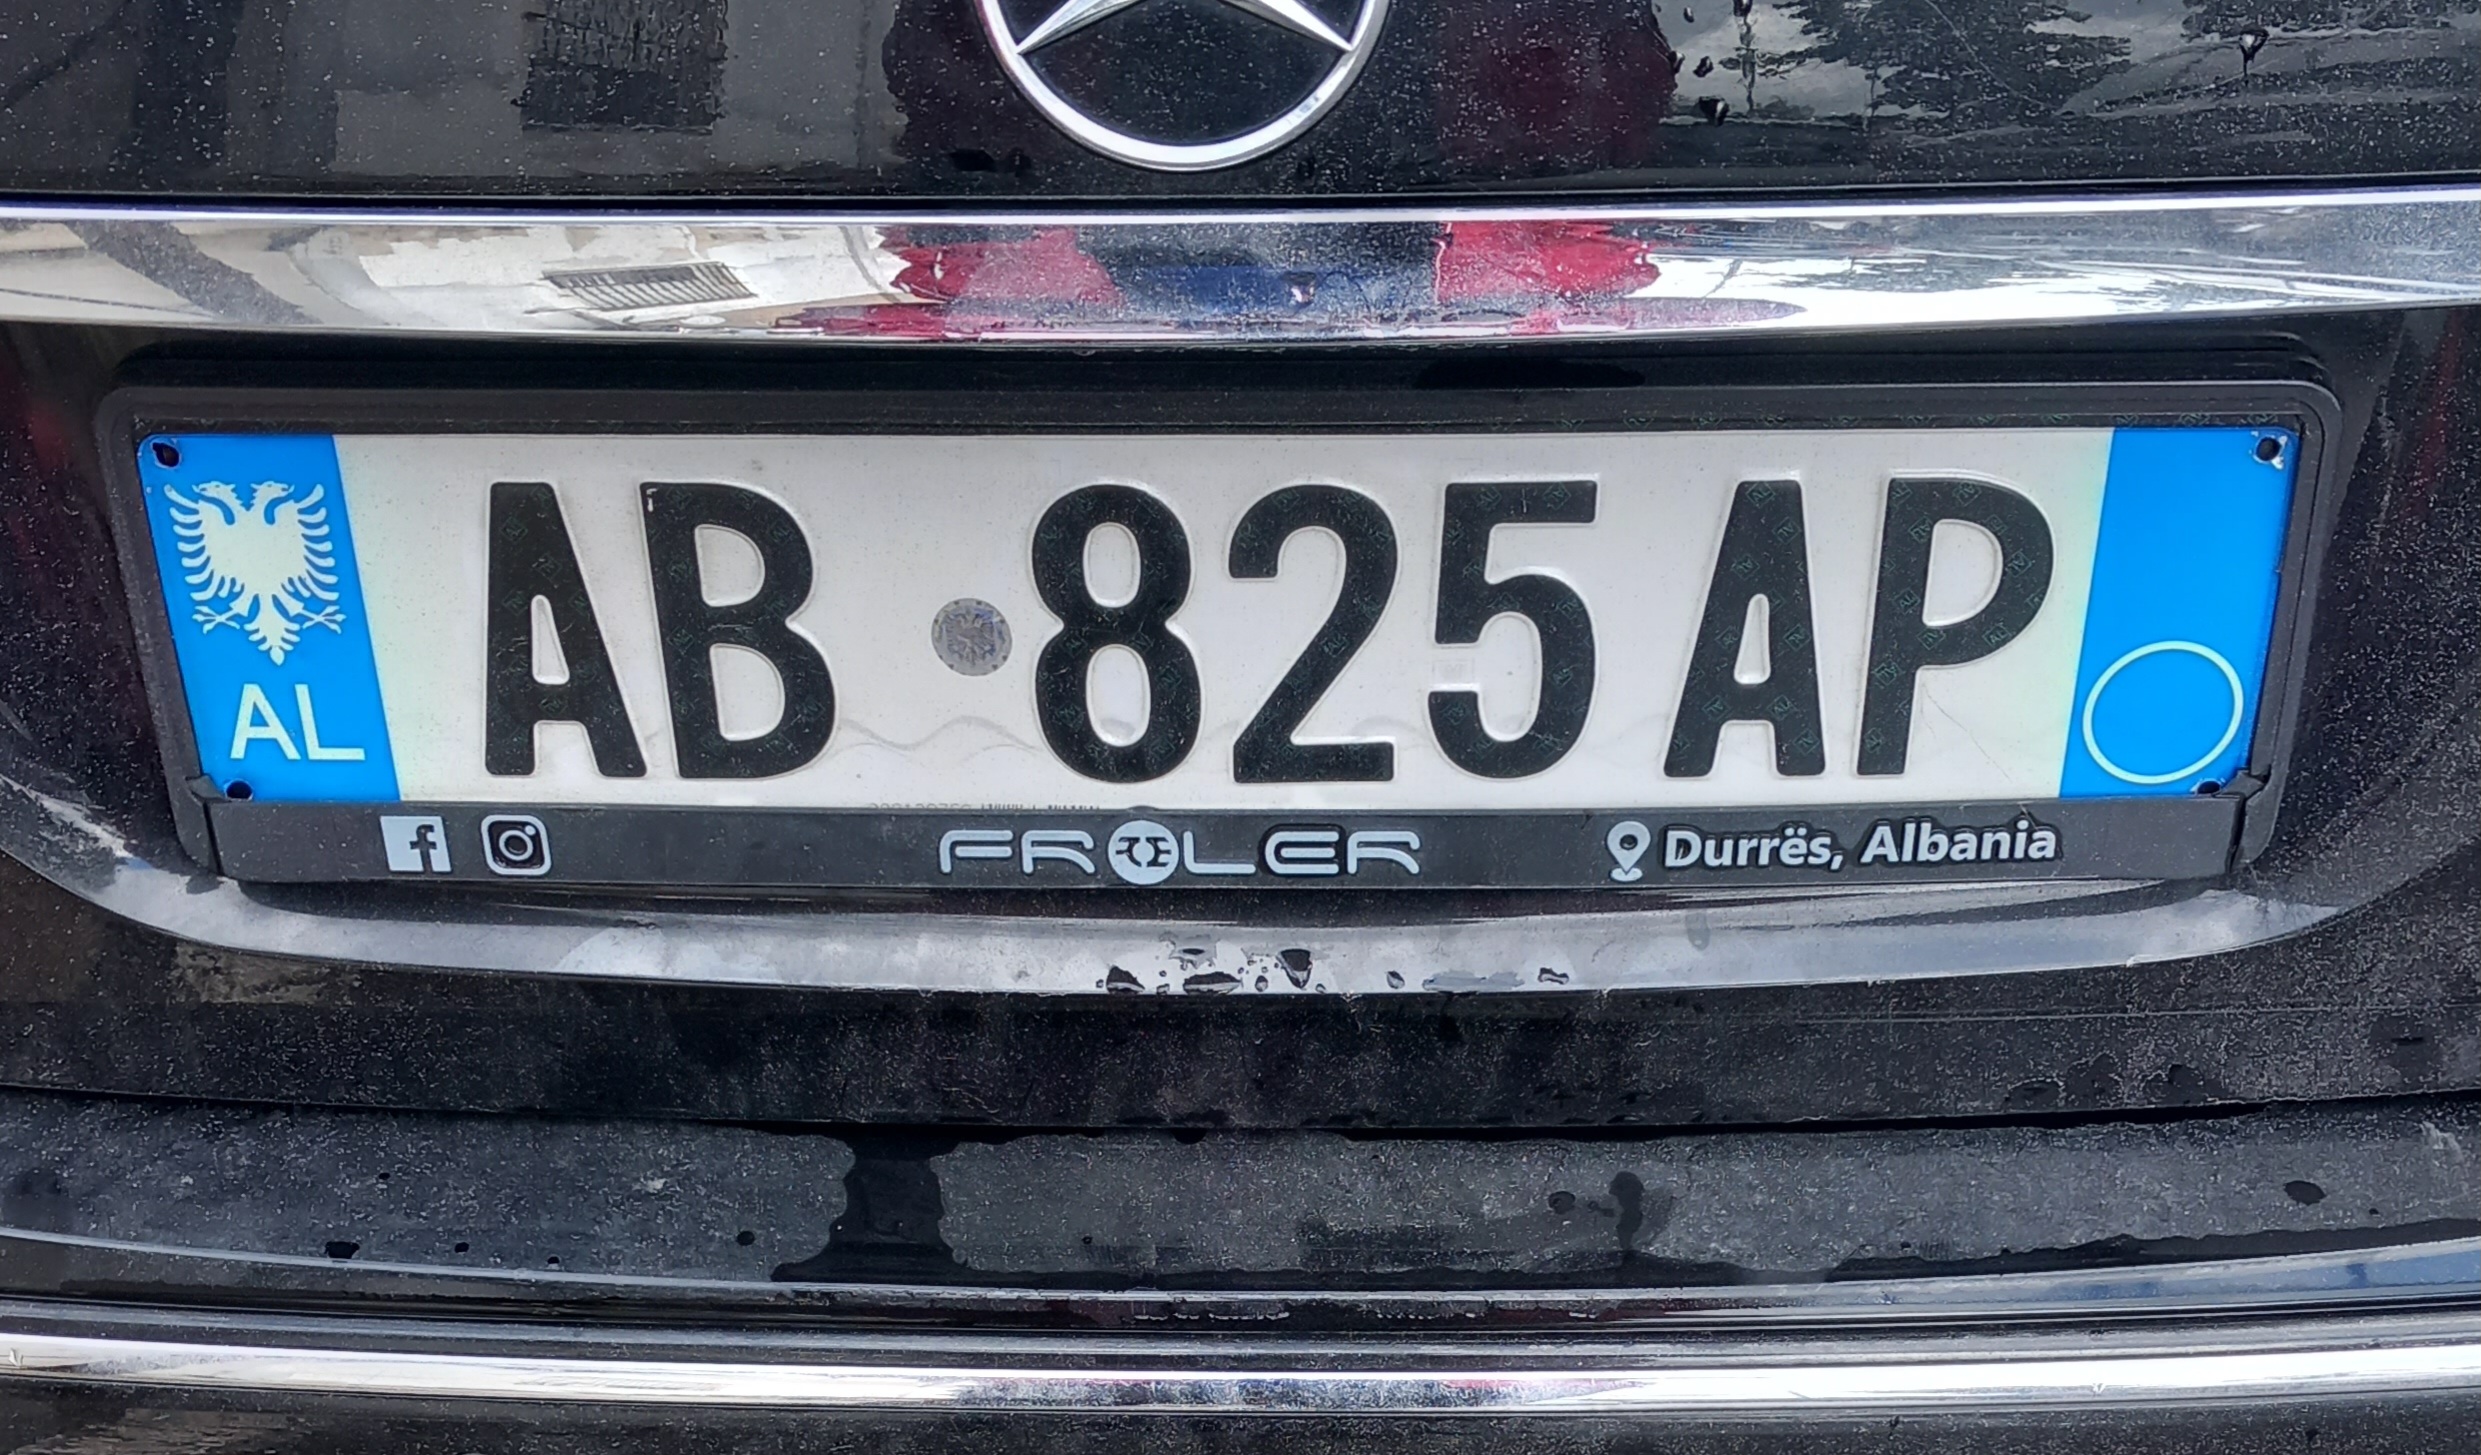 AL AB 825 AP
FROLER Durrës, Albania